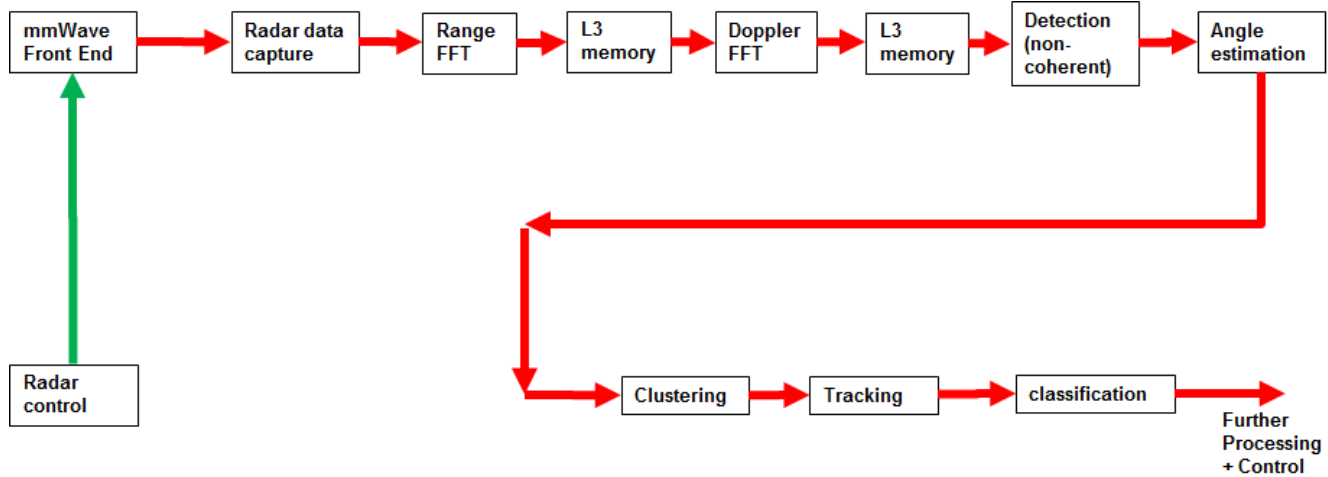 mmWave
Front End
Radar data
capture
Range
FFT
L3
memory
Doppler
FFT
L3
memory
Detection
(non-
coherent)
Angle
estimation
Radar
control
Clustering
Tracking
classification
Further
Processing
+ Control